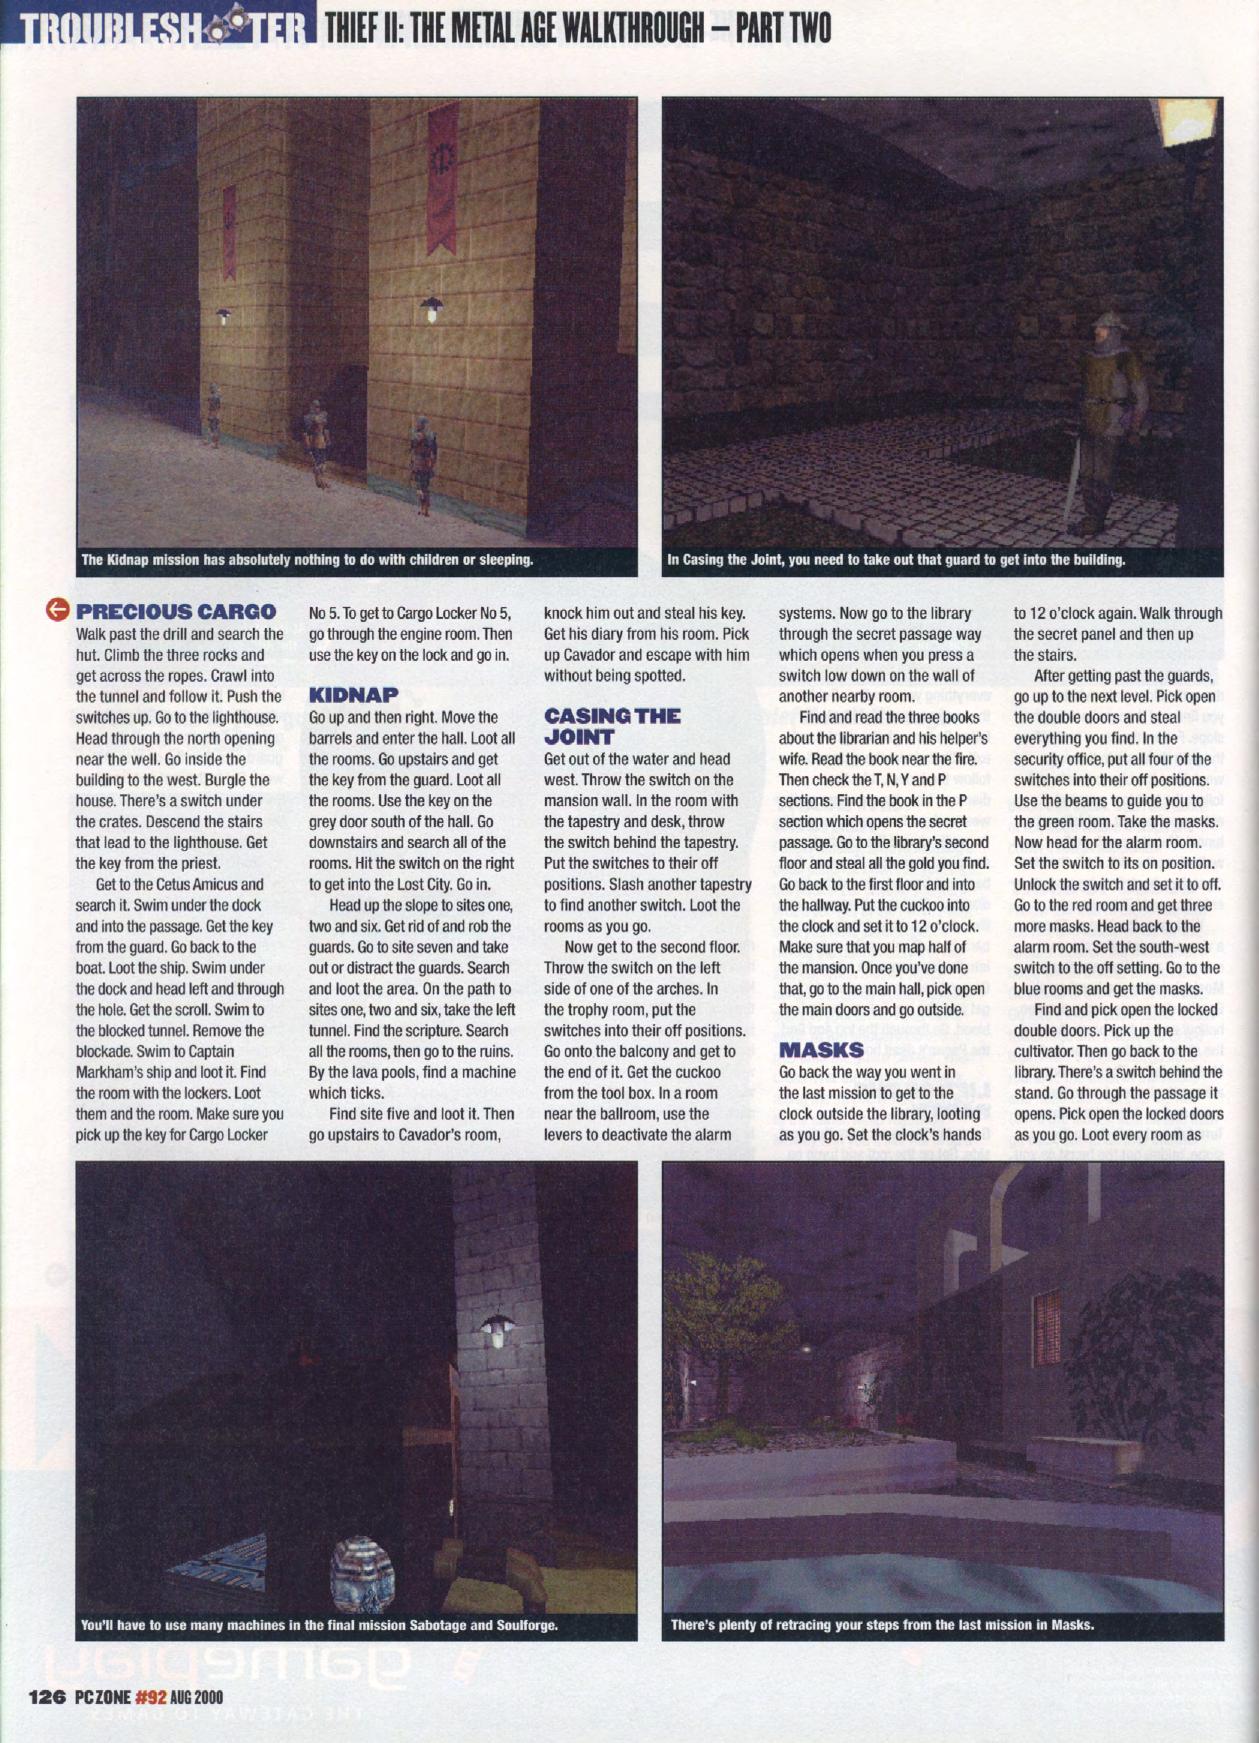 TROUBLESHOOTER THIEF II: THE METAL AGE WALKTHROUGH – PART TWO
The Kidnap mission has absolutely nothing to do with children or sleeping.
In Casing the Joint, you need to take out that guard to get into the building.
PRECIOUS CARGO
Walk past the drill and search the
hut. Climb the three rocks and
get across the ropes. Crawl into
the tunnel and follow it. Push the
switches up. Go to the lighthouse.
Head through the north opening
near the well. Go inside the
building to the west. Burgle the
house. There's a switch under
the crates. Descend the stairs
that lead to the lighthouse. Get
the key from the priest.
Get to the Cetus Amicus and
search it. Swim under the dock
and into the passage. Get the key
from the guard. Go back to the
boat. Loot the ship. Swim under
the dock and head left and through
the hole. Get the scroll. Swim to
the blocked tunnel. Remove the
blockade. Swim to Captain
Markham's ship and loot it. Find
the room with the lockers. Loot
them and the room. Make sure you
pick up the key for Cargo Locker
No 5. To get to Cargo Locker No 5,
go through the engine room. Then
use the key on the lock and go in.
KIDNAP
Go up and then right. Move the
barrels and enter the hall. Loot all
the rooms. Go upstairs and get
the key from the guard. Loot all
the rooms. Use the key on the
grey door south of the hall. Go
downstairs and search all of the
rooms. Hit the switch on the right
to get into the Lost City. Go in.
Head up the slope to sites one,
two and six. Get rid of and rob the
guards. Go to site seven and take
out or distract the guards. Search
and loot the area. On the path to
sites one, two and six, take the left
tunnel. Find the scripture. Search
all the rooms, then go to the ruins.
By the lava pools, find a machine
which ticks.
Find site five and loot it. Then
go upstairs to Cavador's room,
knock him out and steal his key.
Get his diary from his room. Pick
up Cavador and escape with him
without being spotted.
CASING THE
JOINT
Get out of the water and head
west. Throw the switch on the
mansion wall. In the room with
the tapestry and desk, throw
the switch behind the tapestry.
Put the switches to their off
positions. Slash another tapestry
to find another switch. Loot the
rooms as you go.
Now get to the second floor.
Throw the switch on the left
side of one of the arches. In
the trophy room, put the
switches into their off positions.
Go onto the balcony and get to
the end of it. Get the cuckoo
from the tool box. In a room
near the ballroom, use the
levers to deactivate the alarm
systems. Now go to the library
through the secret passage way
which opens when you press a
switch low down on the wall of
another nearby room.
Find and read the three books
about the librarian and his helper's
wife. Read the book near the fire.
Then check the T, N, Y and P
sections. Find the book in the P
section which opens the secret
passage. Go to the library's second
floor and steal all the gold you find.
Go back to the first floor and into
the hallway. Put the cuckoo into
the clock and set it to 12 o'clock.
Make sure that you map half of
the mansion. Once you've done
that, go to the main hall, pick open
the main doors and go outside.
MASKS
Go back the way you went in
the last mission to get to the
clock outside the library, looting
as you go. Set the clock's hands
to 12 o'clock again. Walk through
the secret panel and then up
the stairs.
After getting past the guards,
go up to the next level. Pick open
the double doors and steal
everything you find. In the
security office, put all four of the
switches into their off positions.
Use the beams to guide you to
the green room. Take the masks.
Now head for the alarm room.
Set the switch to its on position.
Unlock the switch and set it to off.
Go to the red room and get three
more masks. Head back to the
alarm room. Set the south-west
switch to the off setting. Go to the
blue rooms and get the masks.
Find and pick open the locked
double doors. Pick up the
cultivator. Then go back to the
library. There's a switch behind the
stand. Go through the passage it
opens. Pick open the locked doors
as you go. Loot every room as
You'll have to use many machines in the final mission Sabotage and Soulforge.
There's plenty of retracing your steps from the last mission in Masks.
126 PCZONE #92 AUG 2000